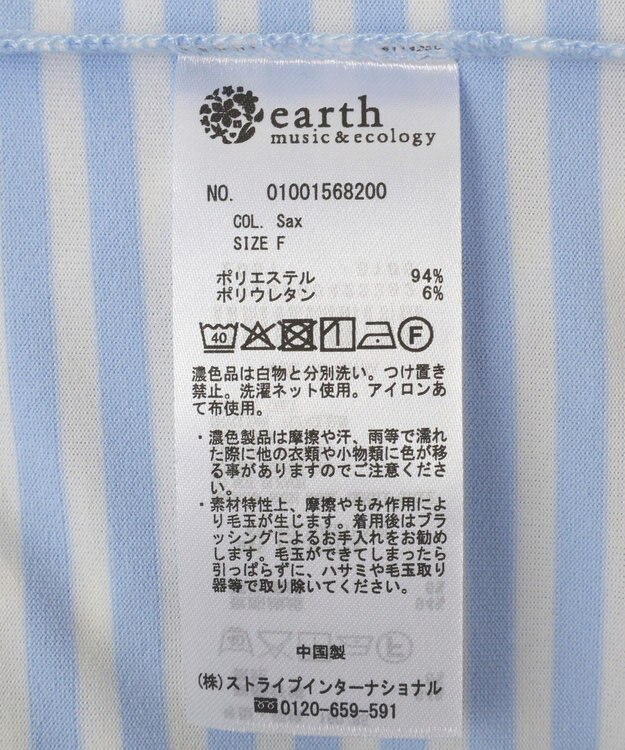 earth
music&ecology
NO. 01001568200
COL. Sax
SIZE F
ポリエステル 94%
ポリウレタン 6%
40 F
濃色品は白物と分別洗い。つけ置き
禁止。洗濯ネット使用。アイロンあ
て布使用。
・濃色製品は摩擦や汗、雨等で濡れ
た際に他の衣類や小物類に色が移
る事がありますのでご注意くださ
い。
・素材特性上、摩擦やもみ作用によ
り毛玉が生じます。着用後はブラ
ッシングによるお手入れをお勧め
します。毛玉ができてしまったら
引っぱらずに、ハサミや毛玉取り
器等で取り除いてください。
中国製
(株)ストライプインターナショナル
0120-659-591